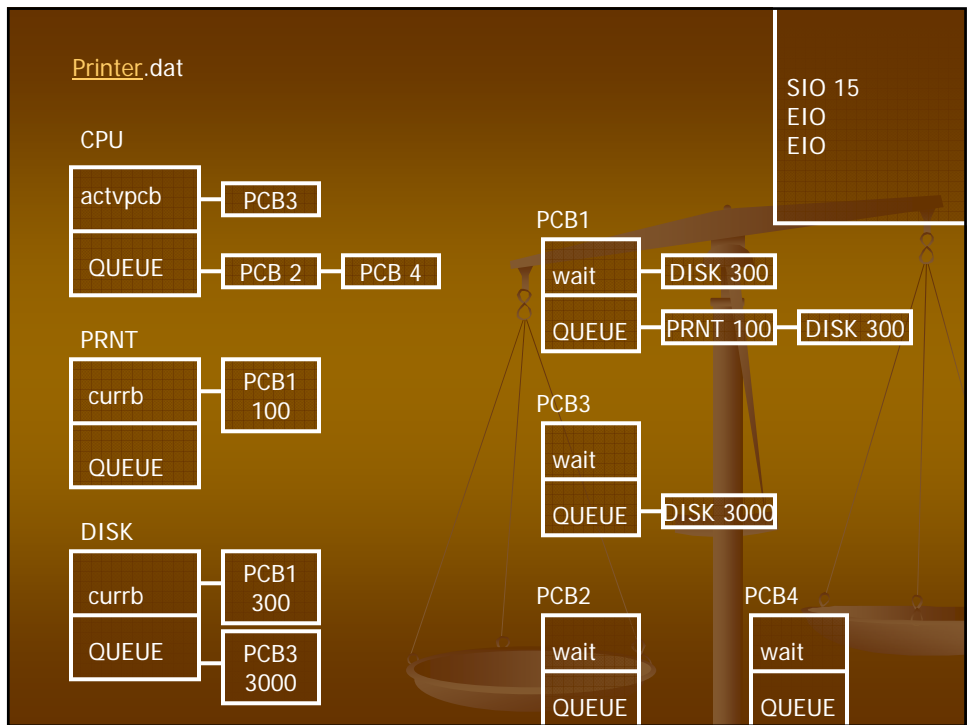 Printer.dat
SIO 15
EIO
EIO
CPU
actvpcb
PCB3
QUEUE
PCB 2
PCB 4
PRNT
currb
PCB1
100
QUEUE
DISK
currb
PCB1
300
QUEUE
PCB3
3000
PCB1
wait
DISK 300
QUEUE
PRNT 100
DISK 300
PCB3
wait
QUEUE
DISK 3000
PCB2
wait
QUEUE
PCB4
wait
QUEUE